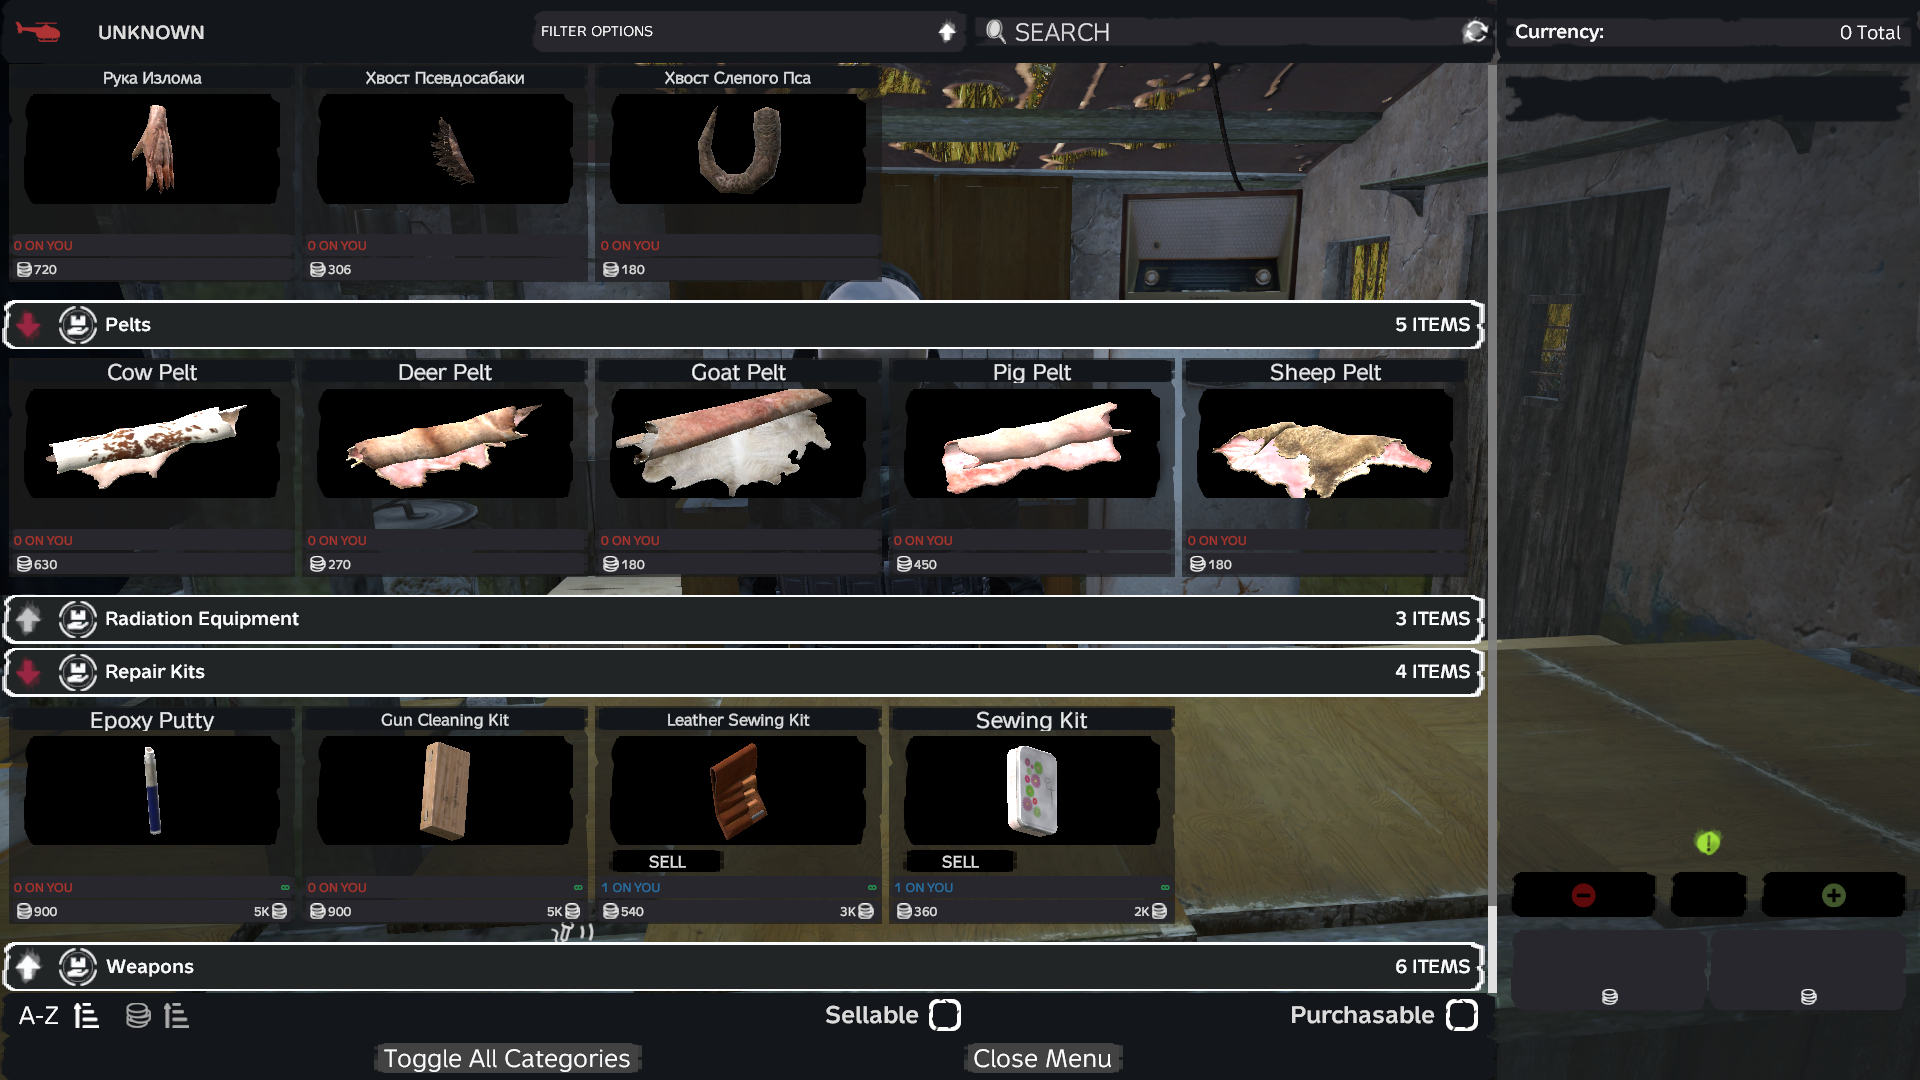 UNKNOWN
FILTER OPTIONS
SEARCH
Currency:
0 Total
Рука Излома
Хвост Псевдосабаки
Хвост Слепого Пса
0 ON YOU
0 ON YOU
0 ON YOU
720
306
180
Pelts
5 ITEMS
Cow Pelt
Deer Pelt
Goat Pelt
Pig Pelt
Sheep Pelt
0 ON YOU
0 ON YOU
0 ON YOU
0 ON YOU
0 ON YOU
630
270
180
450
180
Radiation Equipment
3 ITEMS
Repair Kits
4 ITEMS
Epoxy Putty
Gun Cleaning Kit
Leather Sewing Kit
Sewing Kit
SELL
SELL
0 ON YOU ∞
0 ON YOU ∞
1 ON YOU ∞
1 ON YOU ∞
900 5K
900 5K
540 3K
360 2K
Weapons
6 ITEMS
A-Z
Sellable
Purchasable
Toggle All Categories
Close Menu